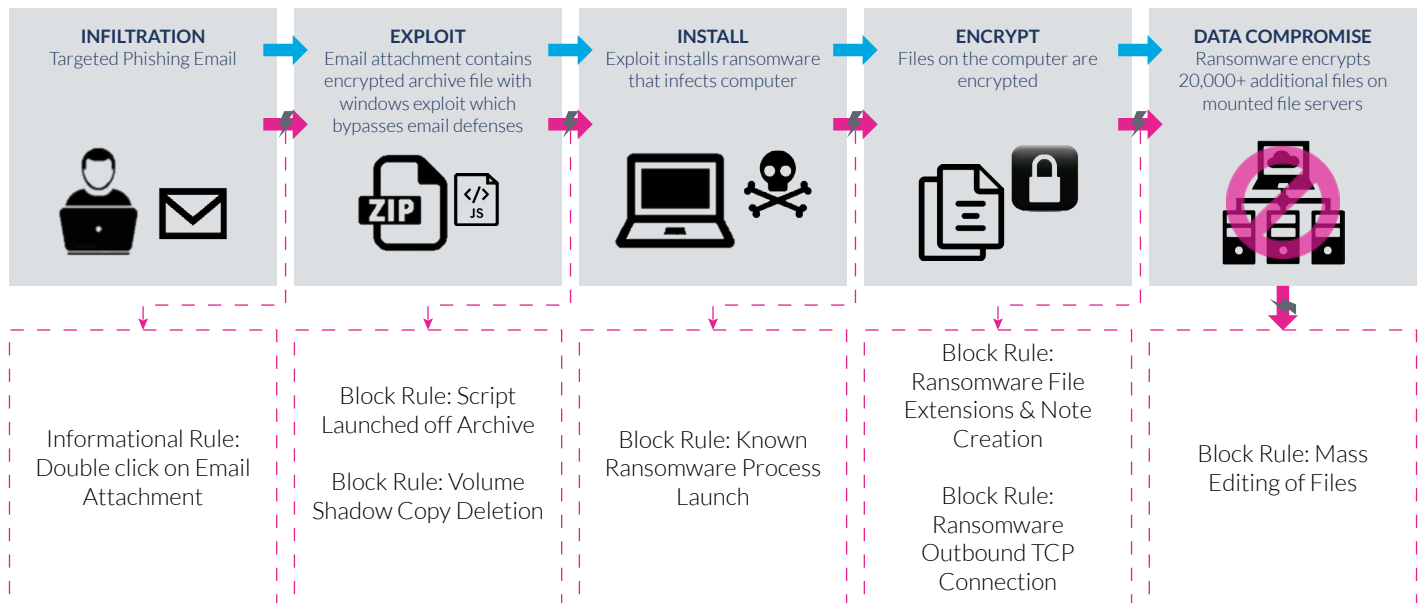 INFILTRATION
Targeted Phishing Email
EXPLOIT
Email attachment contains
encrypted archive file with
windows exploit which
bypasses email defenses
INSTALL
Exploit installs ransomware
that infects computer
ENCRYPT
Files on the computer are
encrypted
DATA COMPROMISE
Ransomware encrypts
20,000+ additional files on
mounted file servers
ZIP
</>
JS
Informational Rule:
Double click on Email
Attachment
Block Rule: Script
Launched off Archive
Block Rule: Volume
Shadow Copy Deletion
Block Rule: Known
Ransomware Process
Launch
Block Rule:
Ransomware File
Extensions & Note
Creation
Block Rule:
Ransomware
Outbound TCP
Connection
Block Rule: Mass
Editing of Files